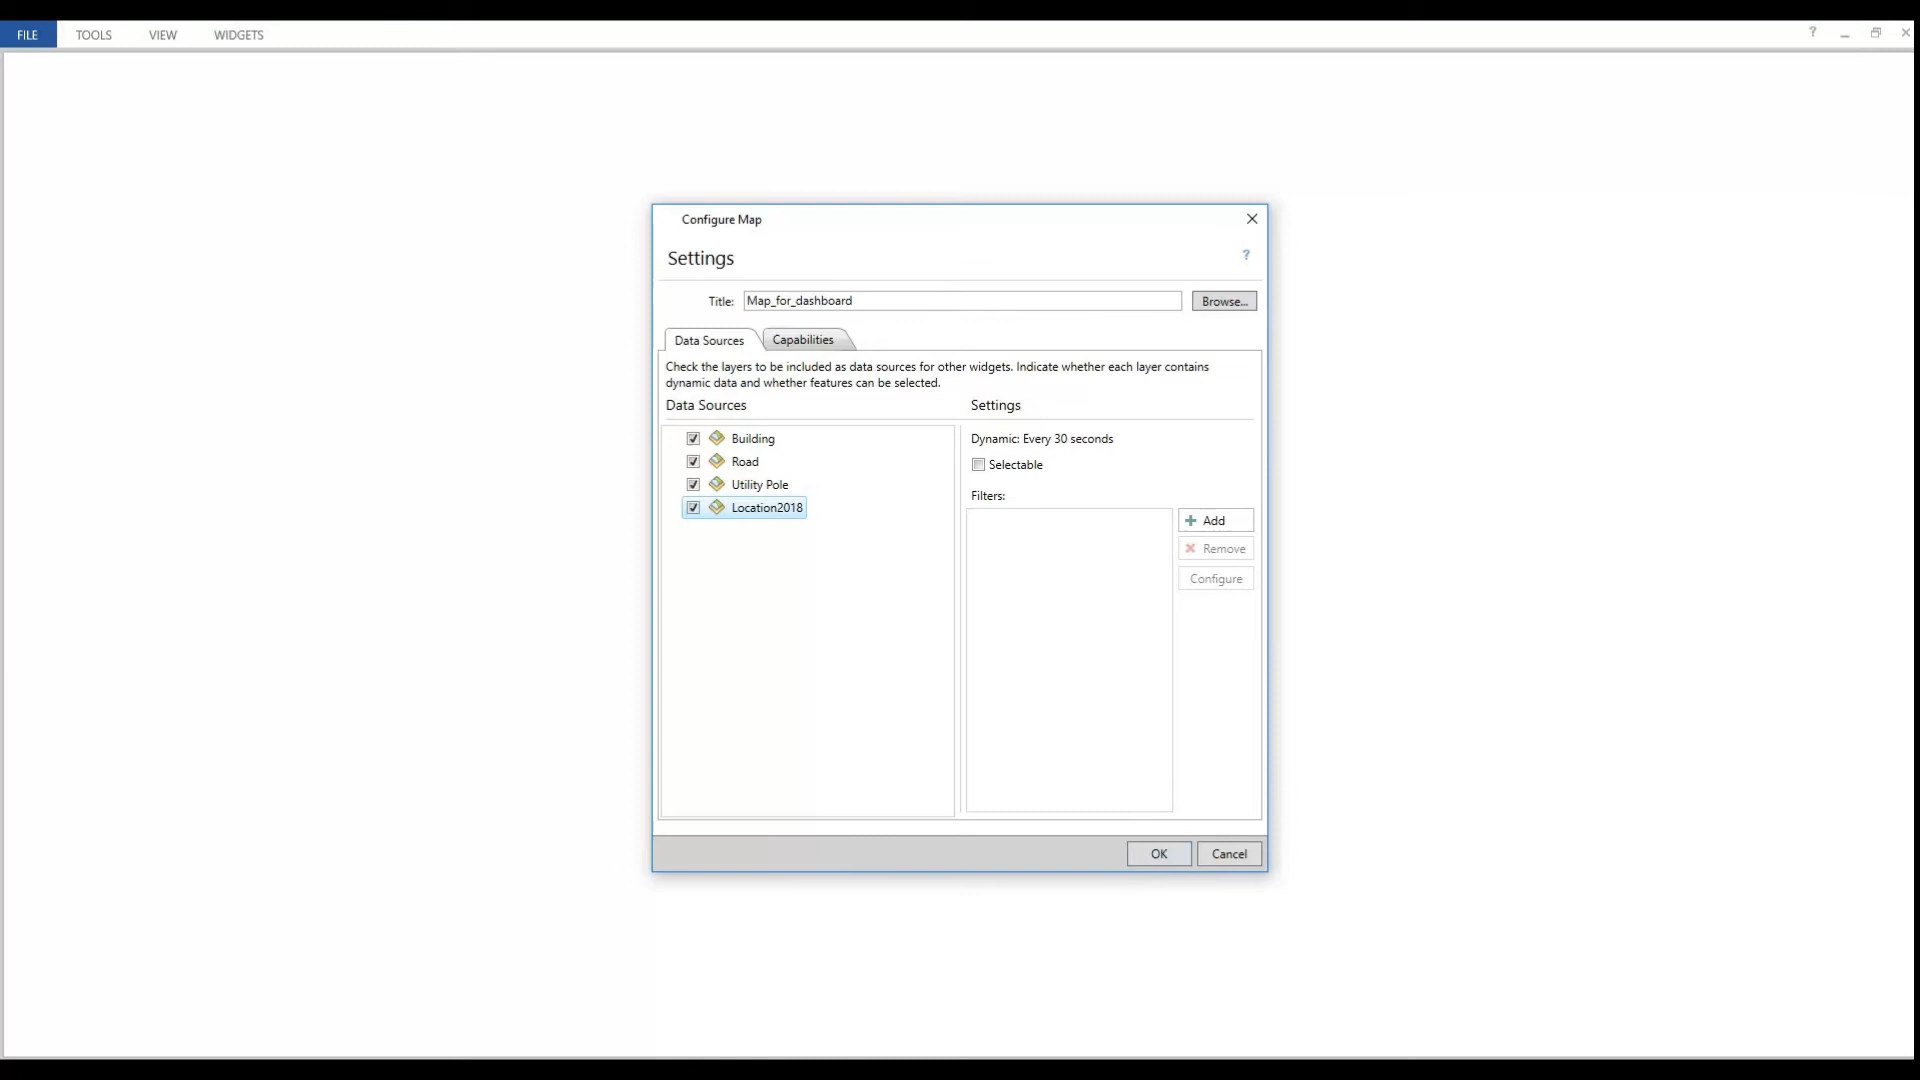 FILE TOOLS VIEW WIDGETS ?
Configure Map
Settings ?
Title: Map_for_dashboard Browse...
Data Sources Capabilities
Check the layers to be included as data sources for other widgets. Indicate whether each layer contains
dynamic data and whether features can be selected.
Data Sources Settings
Building Dynamic: Every 30 seconds
Road Selectable
Utility Pole Filters:
Location2018 Add
Remove
Configure
OK Cancel